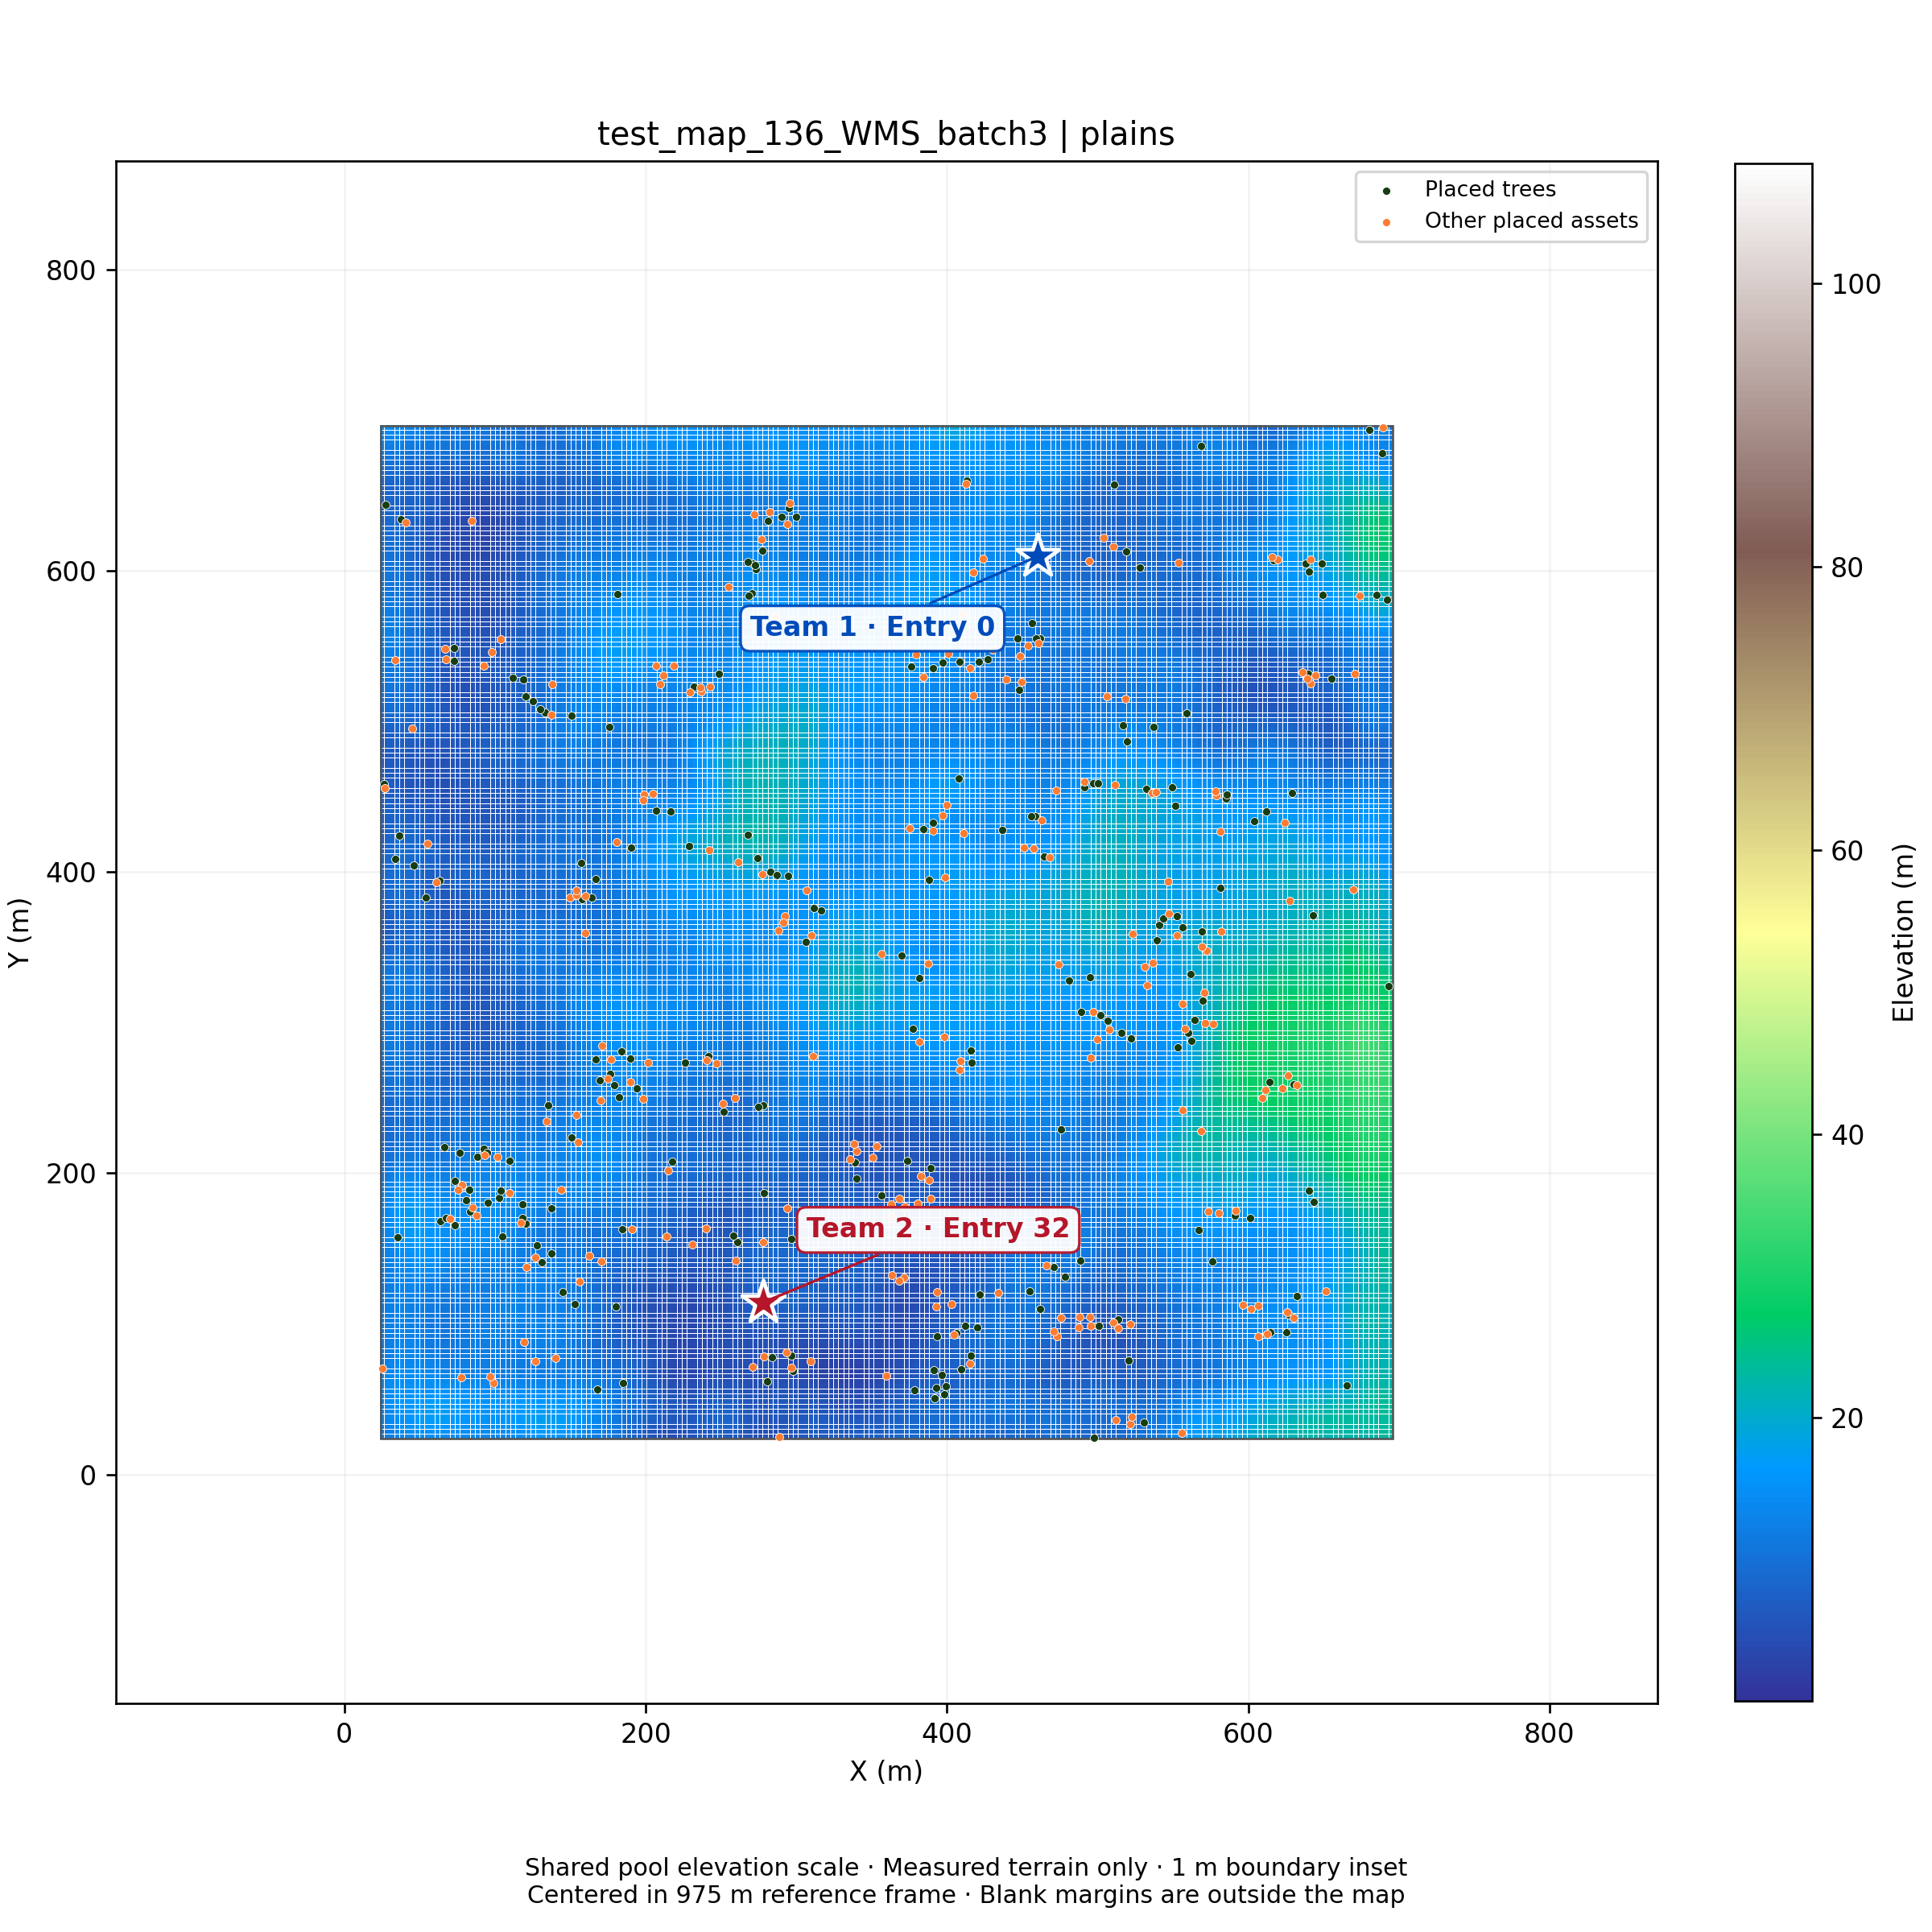 test_map_136_WMS_batch3 | plains
Placed trees
Other placed assets
Team 1 · Entry 0
Team 2 · Entry 32
800
600
400
200
0
Y (m)
0
200
400
600
800
X (m)
100
80
60
40
20
Elevation (m)
Shared pool elevation scale · Measured terrain only · 1 m boundary inset
Centered in 975 m reference frame · Blank margins are outside the map